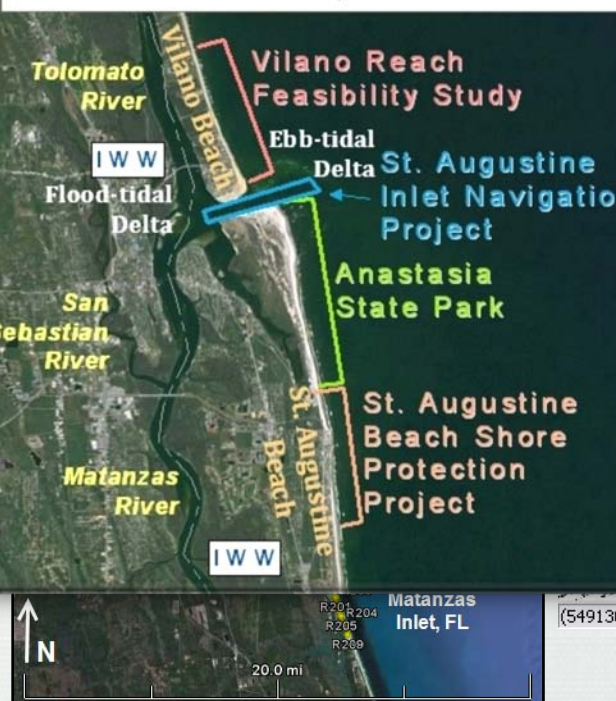 Vilano Reach
Feasibility Study
Tolomato
River
Vilano Beach
IWW
Ebb-tidal
Delta
St. Augustine
Inlet Navigatio
Project
Flood-tidal
Delta
Anastasia
State Park
San
Sebastian
River
St. Augustine
Beach
St. Augustine
Beach Shore
Protection
Project
Matanzas
River
IWW
R201
R204
R205
R209
Matanzas
Inlet, FL
N
20.0 mi